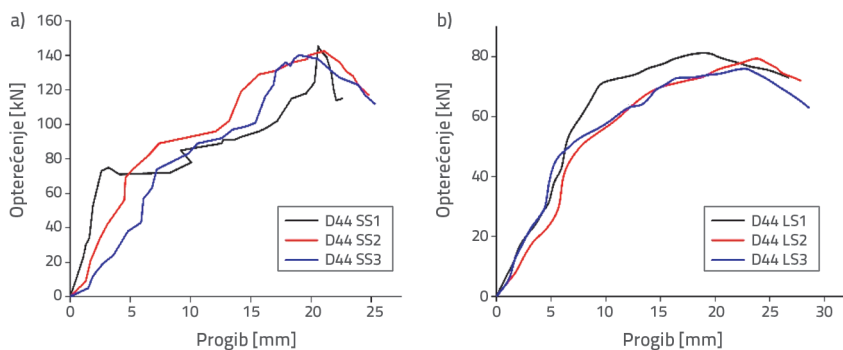 a)
Opterećenje [kN]
160
140
120
100
80
60
40
20
0
0 5 10 15 20 25
Progib [mm]
D44 SS1
D44 SS2
D44 SS3
b)
Opterećenje [kN]
80
60
40
20
0
0 5 10 15 20 25 30
Progib [mm]
D44 LS1
D44 LS2
D44 LS3